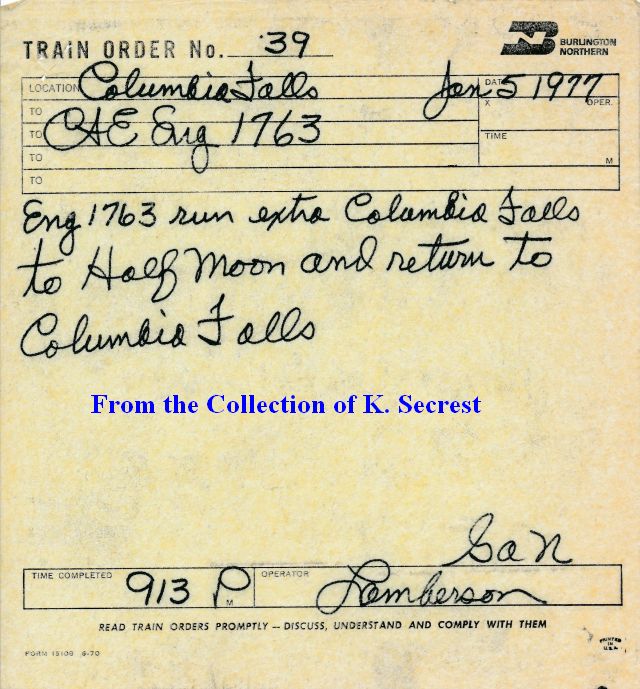 TRAIN ORDER No. 39
BURLINGTON
NORTHERN
LOCATION Columbia Falls DATE Jan 5 1977
TO X OPER.
TO C&E Eng 1763 TIME
TO M
TO
Eng 1763 run extra Columbia Falls
to Half Moon and return to
Columbia Falls
From the Collection of K. Secrest
TIME COMPLETED 913 P M OPERATOR Lamberson
READ TRAIN ORDERS PROMPTLY — DISCUSS, UNDERSTAND AND COMPLY WITH THEM
FORM 15109 6-70
PRINTED
IN
U.S.A.